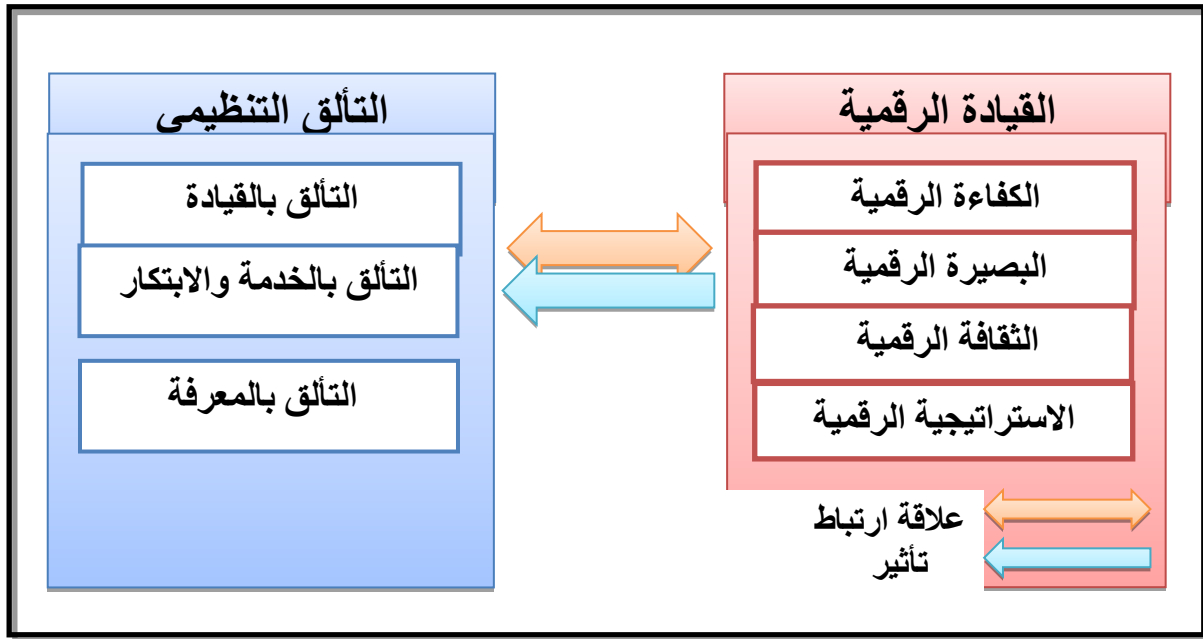 القيادة الرقمية
الكفاءة الرقمية
البصيرة الرقمية
الثقافة الرقمية
الاستراتيجية الرقمية
علاقة ارتباط
تأثير
التألق التنظيمي
التألق بالقيادة
التألق بالخدمة والابتكار
التألق بالمعرفة